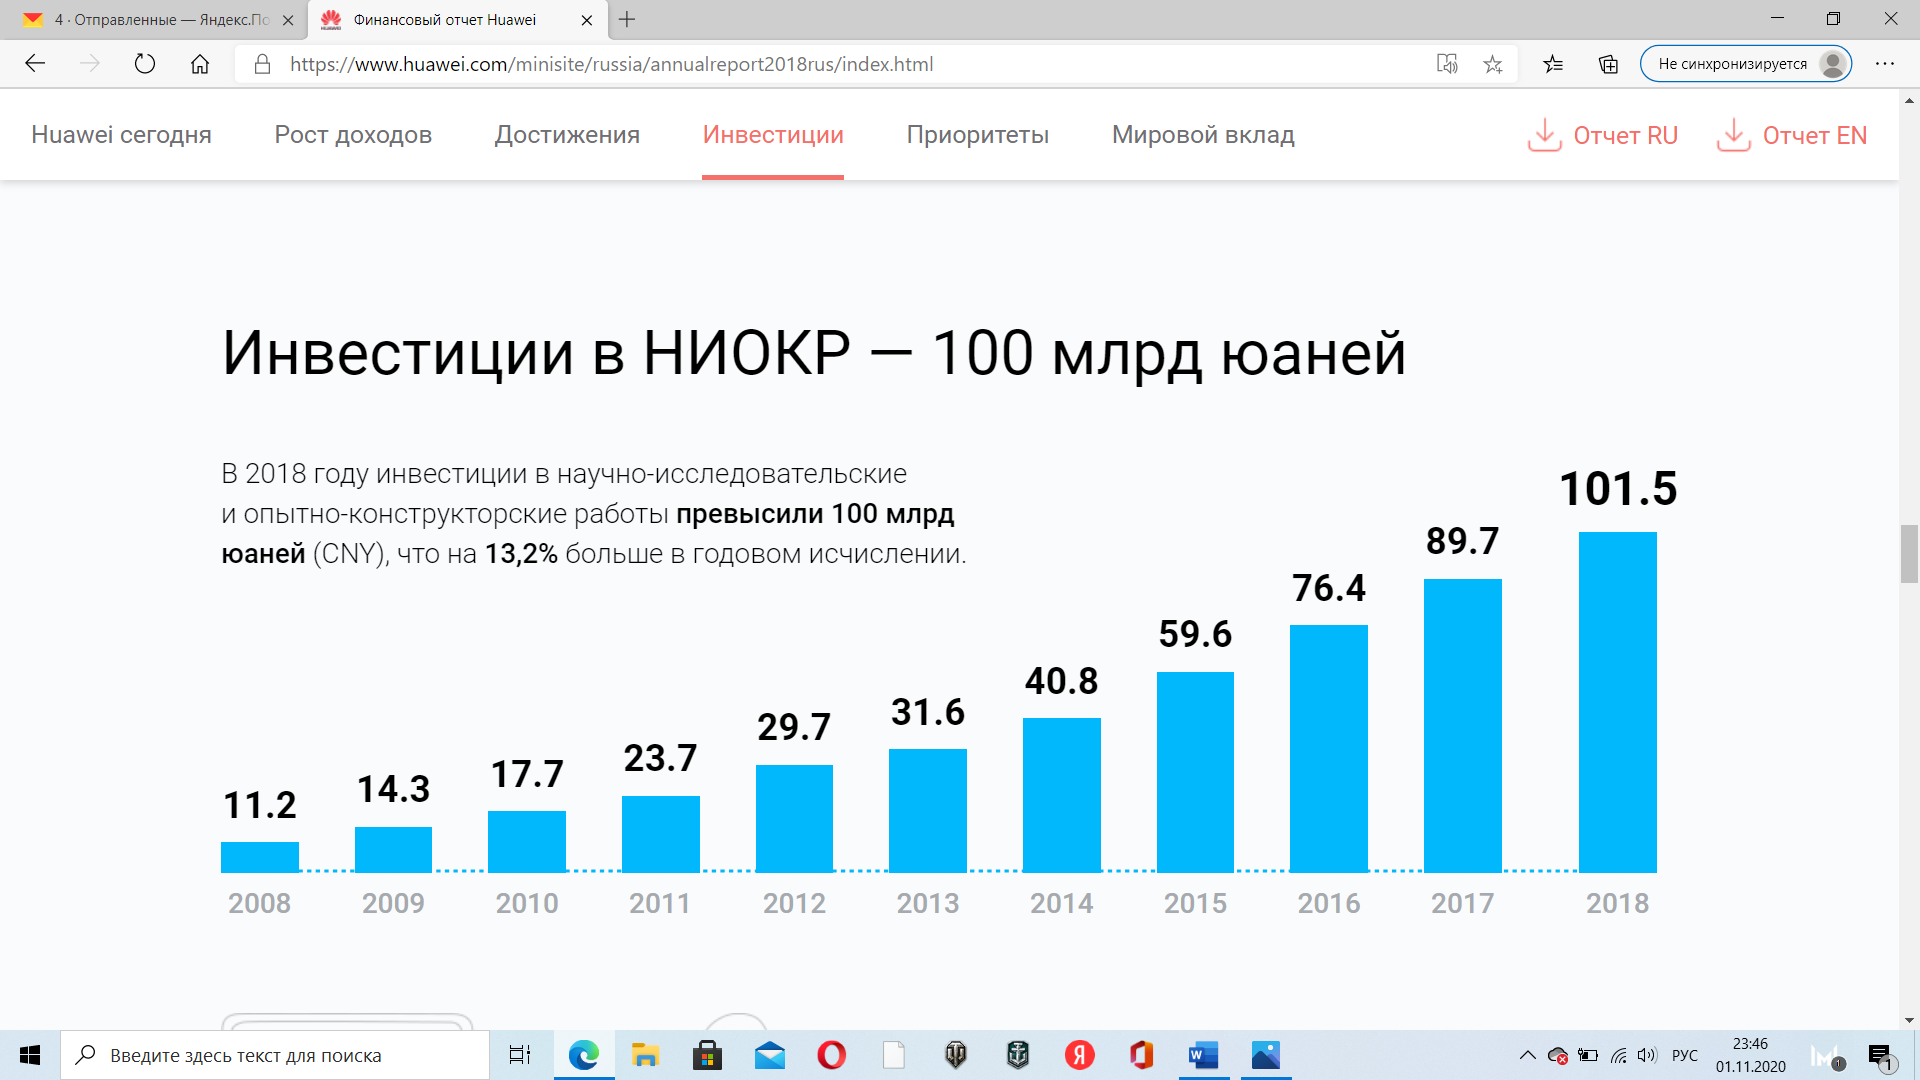 4 · Отправленные — Яндекс.По
Финансовый отчет Huawei
https://www.huawei.com/minisite/russia/annualreport2018rus/index.html
Не синхронизируется
Huawei сегодня
Рост доходов
Достижения
Инвестиции
Приоритеты
Мировой вклад
Отчет RU
Отчет EN
Инвестиции в НИОКР — 100 млрд юаней
В 2018 году инвестиции в научно-исследовательские
и опытно-конструкторские работы превысили 100 млрд
юаней (CNY), что на 13,2% больше в годовом исчислении.
11.2
14.3
17.7
23.7
29.7
31.6
40.8
59.6
76.4
89.7
101.5
2008
2009
2010
2011
2012
2013
2014
2015
2016
2017
2018
Введите здесь текст для поиска
РУС
23:46
01.11.2020
1
1